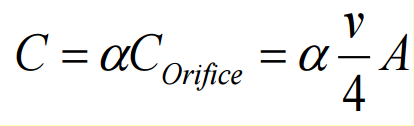 C = αC_Orifice = α v/4 A